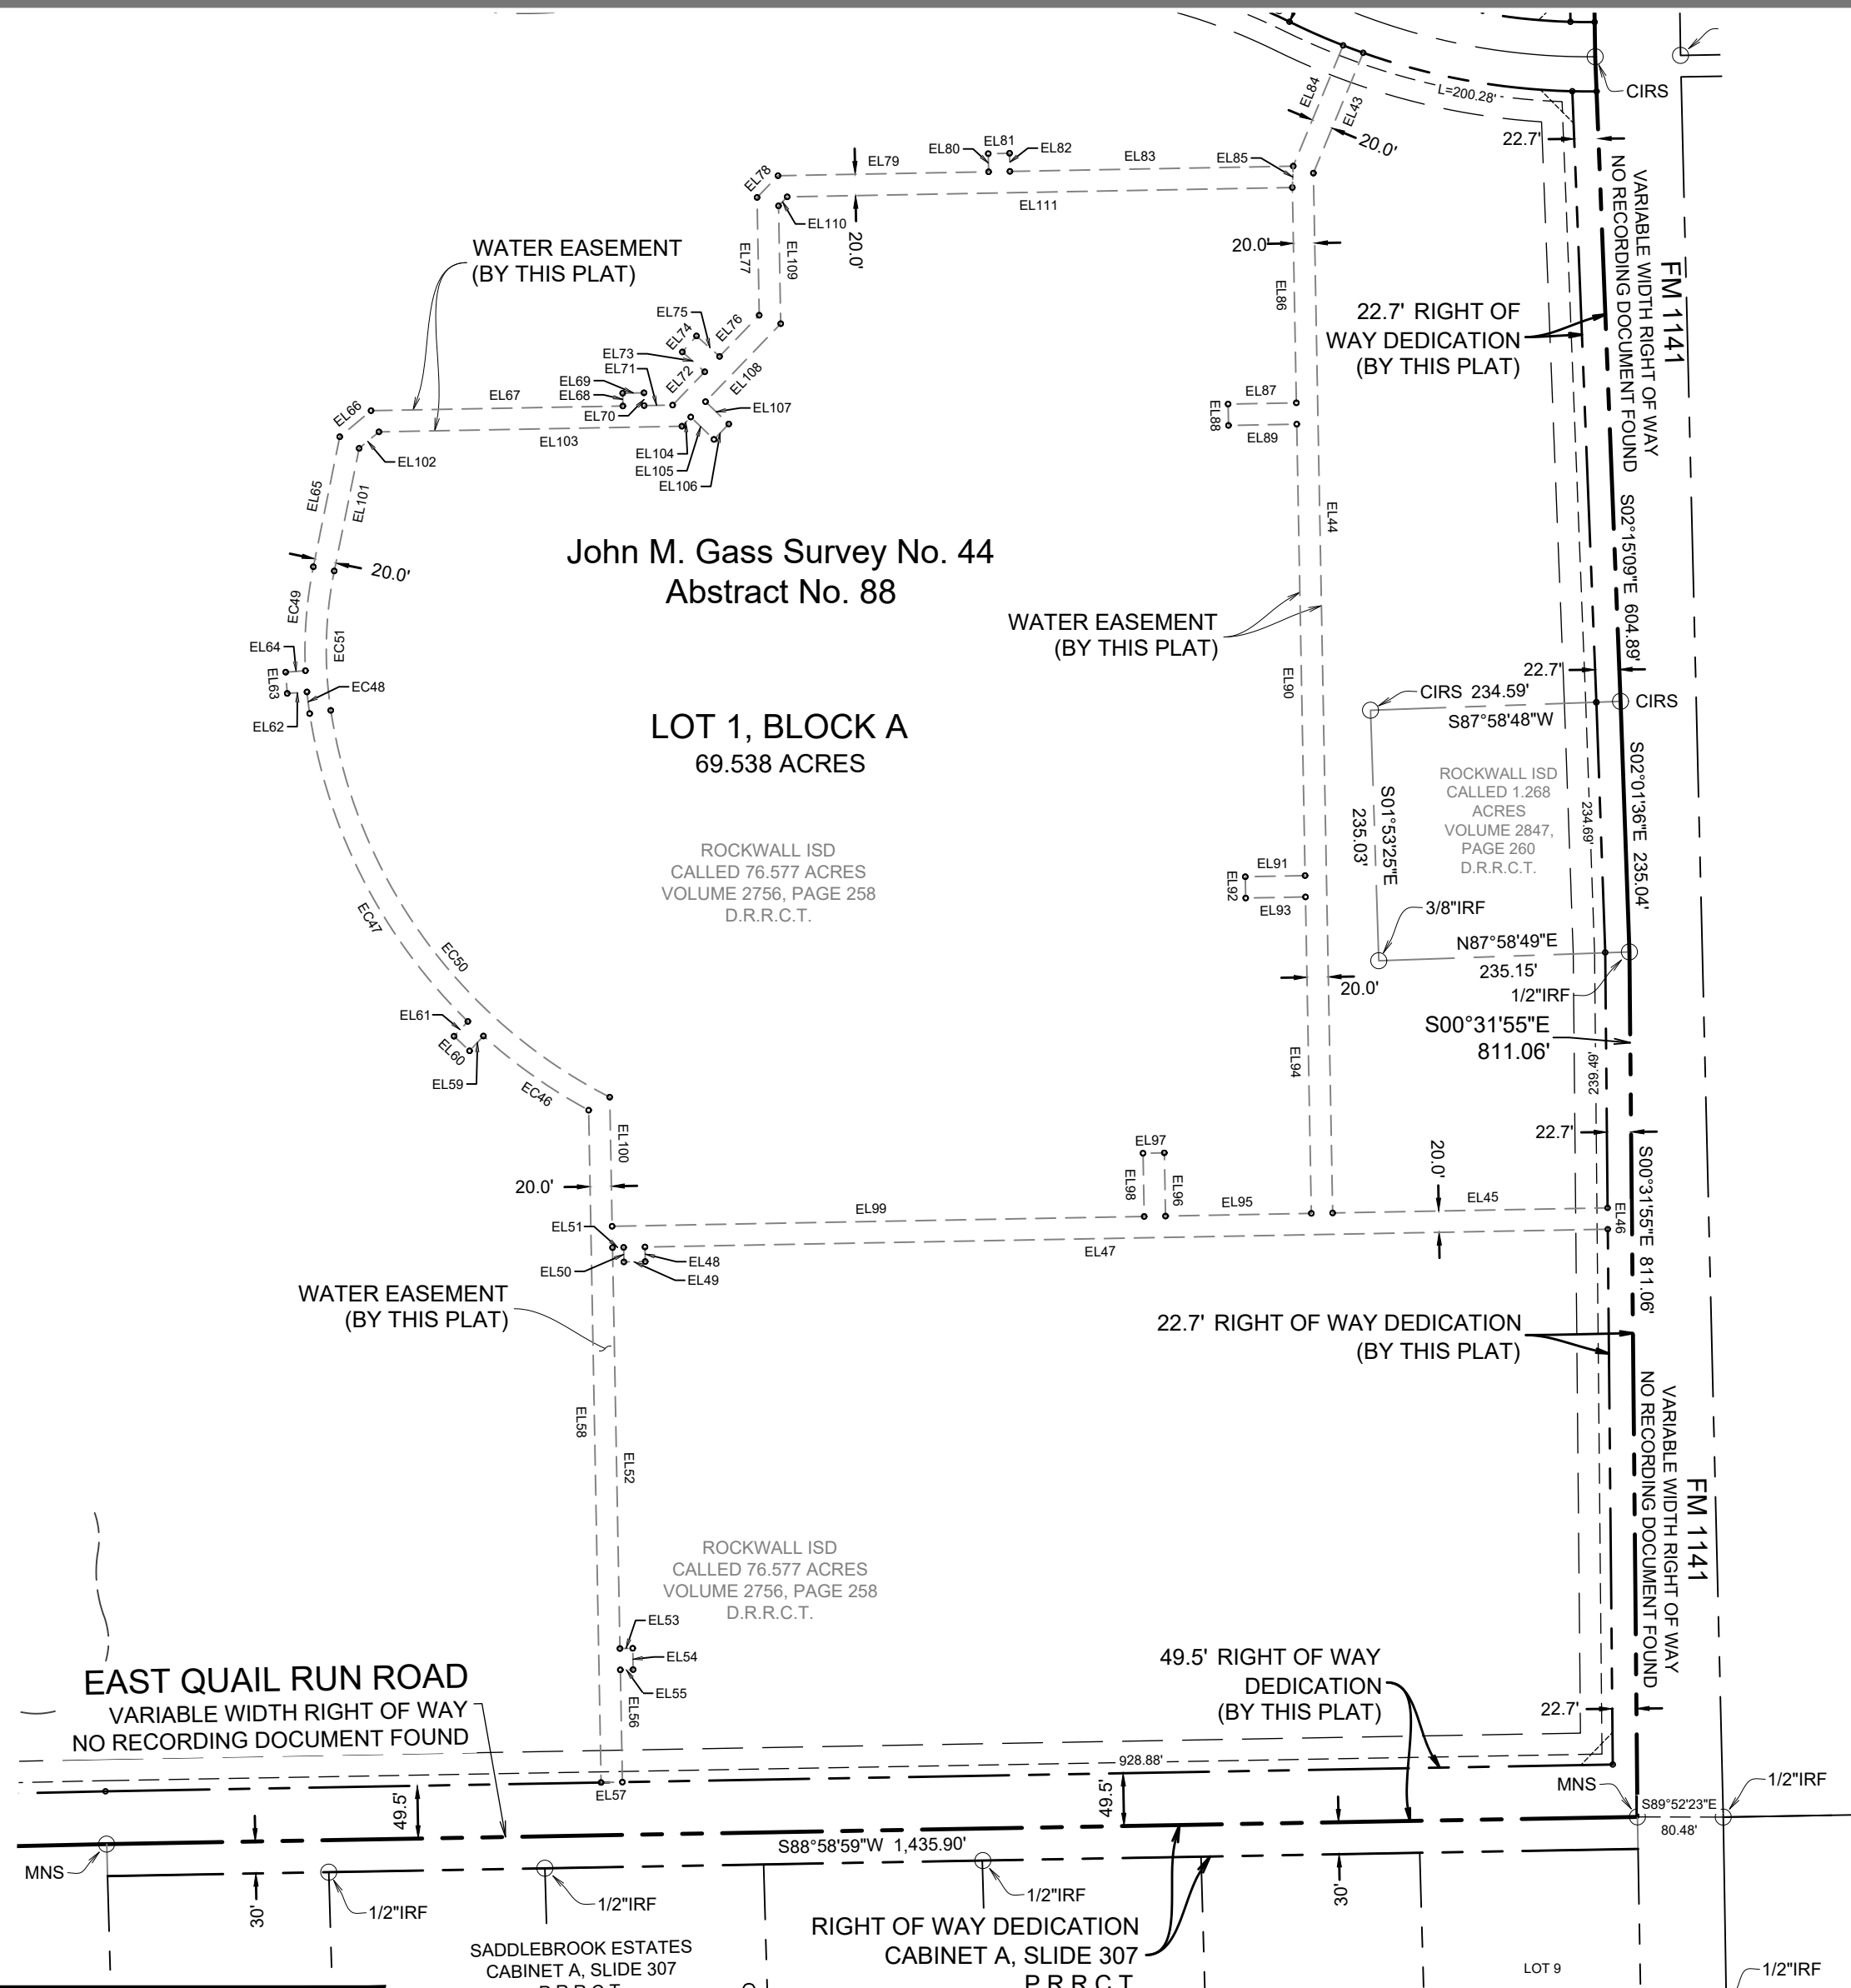 L=200.28'
CIRS
22.7'
EL84
EL43
20.0'
EL81
EL80
EL82
EL79
EL83
EL85
EL78
EL111
EL110
20.0'
20.0'
VARIABLE WIDTH RIGHT OF WAY
NO RECORDING DOCUMENT FOUND
FM 1141
WATER EASEMENT
(BY THIS PLAT)
EL77
EL109
EL86
22.7' RIGHT OF
WAY DEDICATION
(BY THIS PLAT)
EL75
EL74
EL76
EL73
EL71
EL72
EL108
EL69
EL68
EL70
EL67
EL66
EL107
EL103
EL104
EL105
EL106
EL102
EL87
EL88
EL89
EL65
EL101
20.0'
John M. Gass Survey No. 44
Abstract No. 88
EL44
S02°15'09"E 604.89'
EC49
EC51
WATER EASEMENT
(BY THIS PLAT)
EL64
EL63
EC48
EL62
EL90
22.7'
CIRS 234.59'
S87°58'48"W
CIRS
LOT 1, BLOCK A
69.538 ACRES
ROCKWALL ISD
CALLED 1.268
ACRES
VOLUME 2847,
PAGE 260
D.R.R.C.T.
S01°53'25"E
235.03'
234.69'
S02°01'36"E 235.04'
ROCKWALL ISD
CALLED 76.577 ACRES
VOLUME 2756, PAGE 258
D.R.R.C.T.
EL91
EL92
EL93
3/8"IRF
EC47
EC50
N87°58'49"E
235.15'
20.0'
1/2"IRF
EL61
EL60
EL59
EC46
S00°31'55"E
811.06'
EL94
239.49'
EL100
22.7'
EL97
EL98
EL96
20.0'
20.0'
EL99
EL95
EL45
EL46
S00°31'55"E 811.06'
EL51
EL50
EL48
EL49
EL47
WATER EASEMENT
(BY THIS PLAT)
22.7' RIGHT OF WAY DEDICATION
(BY THIS PLAT)
EL58
EL52
VARIABLE WIDTH RIGHT OF WAY
NO RECORDING DOCUMENT FOUND
FM 1141
ROCKWALL ISD
CALLED 76.577 ACRES
VOLUME 2756, PAGE 258
D.R.R.C.T.
EL53
EL54
EL55
EL56
49.5' RIGHT OF WAY
DEDICATION
(BY THIS PLAT)
EAST QUAIL RUN ROAD
VARIABLE WIDTH RIGHT OF WAY
NO RECORDING DOCUMENT FOUND
22.7'
928.88'
EL57
49.5'
49.5'
MNS
1/2"IRF
S89°52'23"E
80.48'
S88°58'59"W 1,435.90'
MNS
30'
1/2"IRF
1/2"IRF
1/2"IRF
30'
SADDLEBROOK ESTATES
CABINET A, SLIDE 307
RIGHT OF WAY DEDICATION
CABINET A, SLIDE 307
P.R.R.C.T.
LOT 9
1/2"IRF